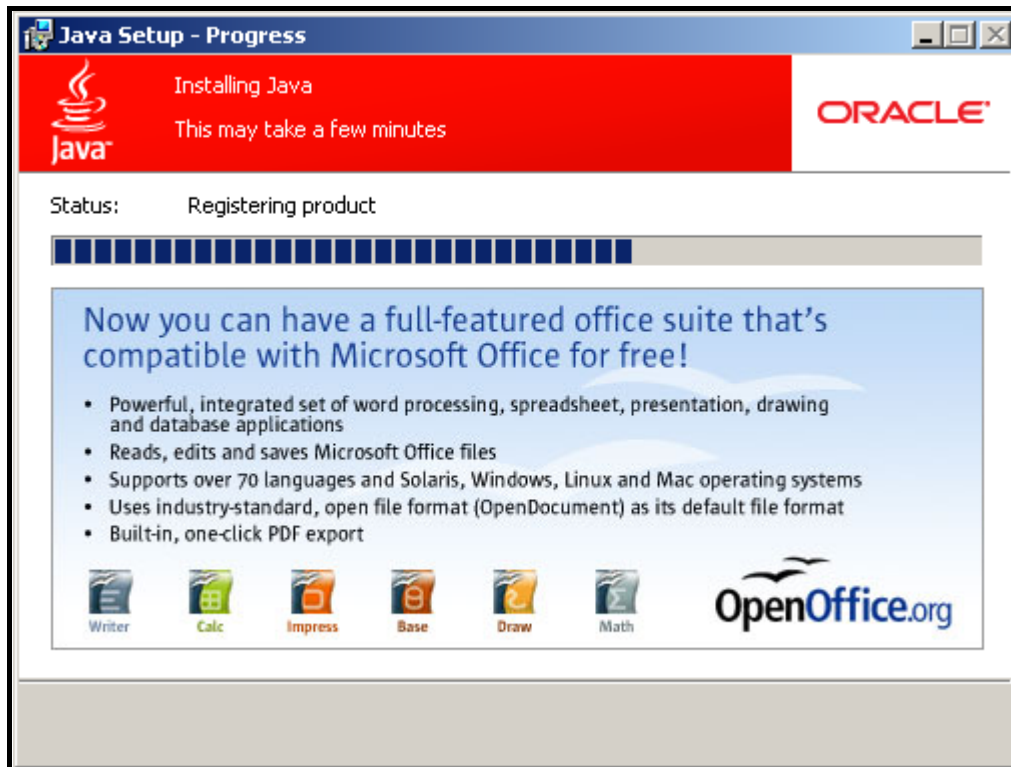 Java Setup - Progress
Installing Java
This may take a few minutes
Java™
ORACLE®
Status: Registering product
Now you can have a full-featured office suite that's
compatible with Microsoft Office for free!
• Powerful, integrated set of word processing, spreadsheet, presentation, drawing
and database applications
• Reads, edits and saves Microsoft Office files
• Supports over 70 languages and Solaris, Windows, Linux and Mac operating systems
• Uses industry-standard, open file format (OpenDocument) as its default file format
• Built-in, one-click PDF export
Writer Calc Impress Base Draw Math
OpenOffice.org